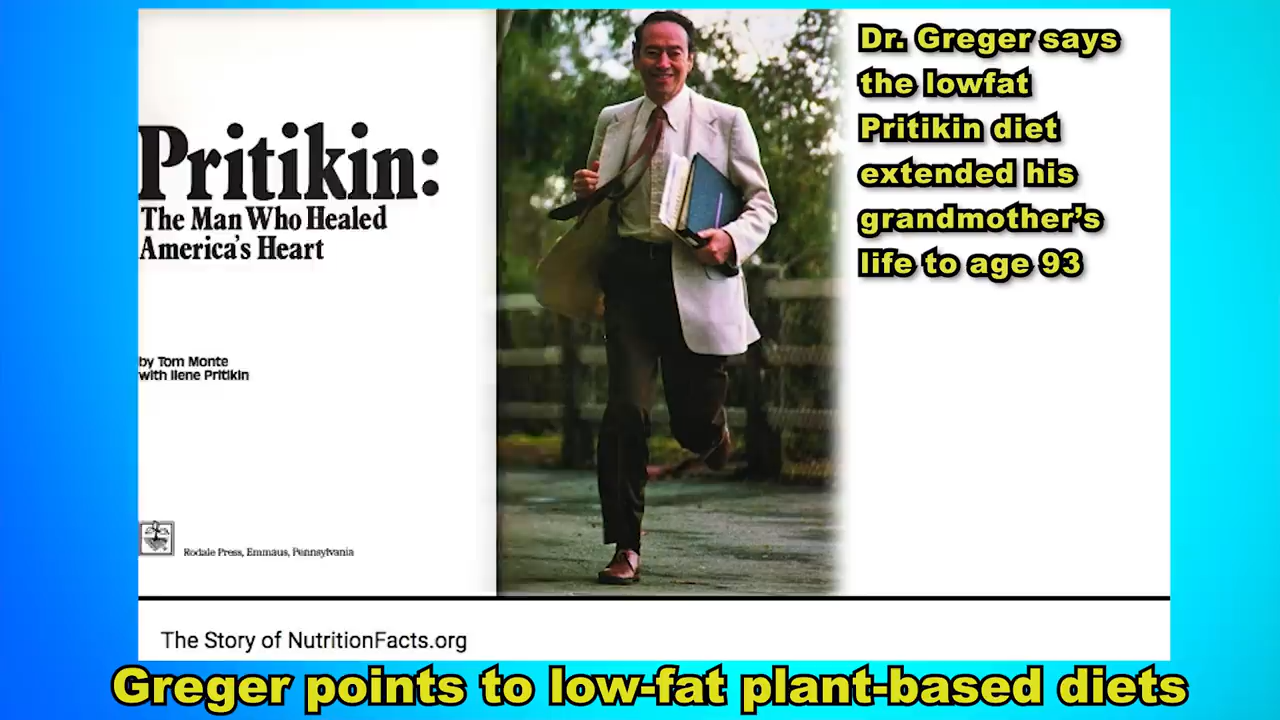 Pritikin:
The Man Who Healed
America's Heart
by Tom Monte
with Ilene Pritikin
Rodale Press, Emmaus, Pennsylvania
Dr. Greger says
the lowfat
Pritikin diet
extended his
grandmother's
life to age 93
The Story of NutritionFacts.org
Greger points to low-fat plant-based diets